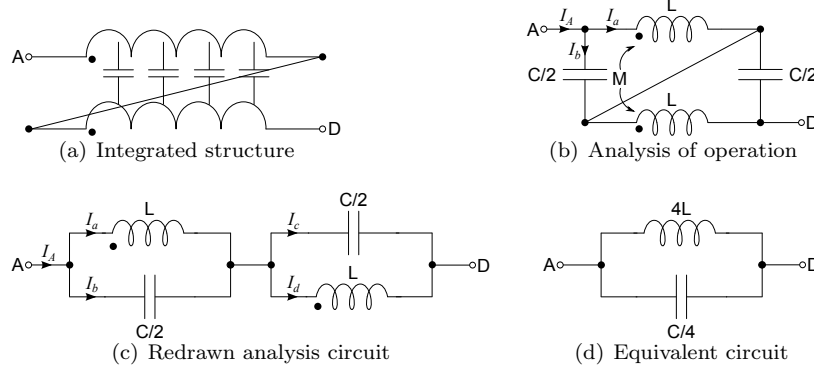 A
D
(a) Integrated structure
A
I_A
I_a
L
I_b
C/2
M
C/2
L
D
(b) Analysis of operation
A
I_A
I_a
L
I_b
C/2
C/2
I_c
I_d
L
D
(c) Redrawn analysis circuit
A
4L
C/4
D
(d) Equivalent circuit